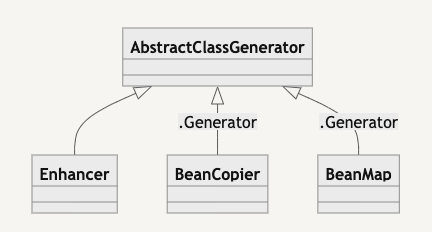 AbstractClassGenerator
.Generator
.Generator
Enhancer
BeanCopier
BeanMap